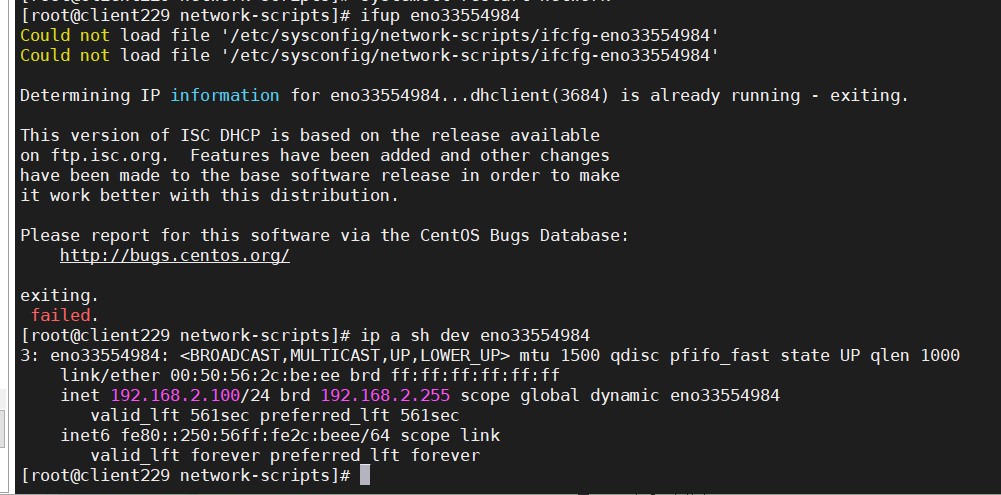 [root@client229 network-scripts]# ifup eno33554984
Could not load file '/etc/sysconfig/network-scripts/ifcfg-eno33554984'
Could not load file '/etc/sysconfig/network-scripts/ifcfg-eno33554984'
Determining IP information for eno33554984...dhclient(3684) is already running - exiting.
This version of ISC DHCP is based on the release available
on ftp.isc.org.  Features have been added and other changes
have been made to the base software release in order to make
it work better with this distribution.
Please report for this software via the CentOS Bugs Database:
    http://bugs.centos.org/
exiting.
 failed.
[root@client229 network-scripts]# ip a sh dev eno33554984
3: eno33554984: <BROADCAST,MULTICAST,UP,LOWER_UP> mtu 1500 qdisc pfifo_fast state UP qlen 1000
    link/ether 00:50:56:2c:be:ee brd ff:ff:ff:ff:ff:ff
    inet 192.168.2.100/24 brd 192.168.2.255 scope global dynamic eno33554984
       valid_lft 561sec preferred_lft 561sec
    inet6 fe80::250:56ff:fe2c:beee/64 scope link
       valid_lft forever preferred_lft forever
[root@client229 network-scripts]#